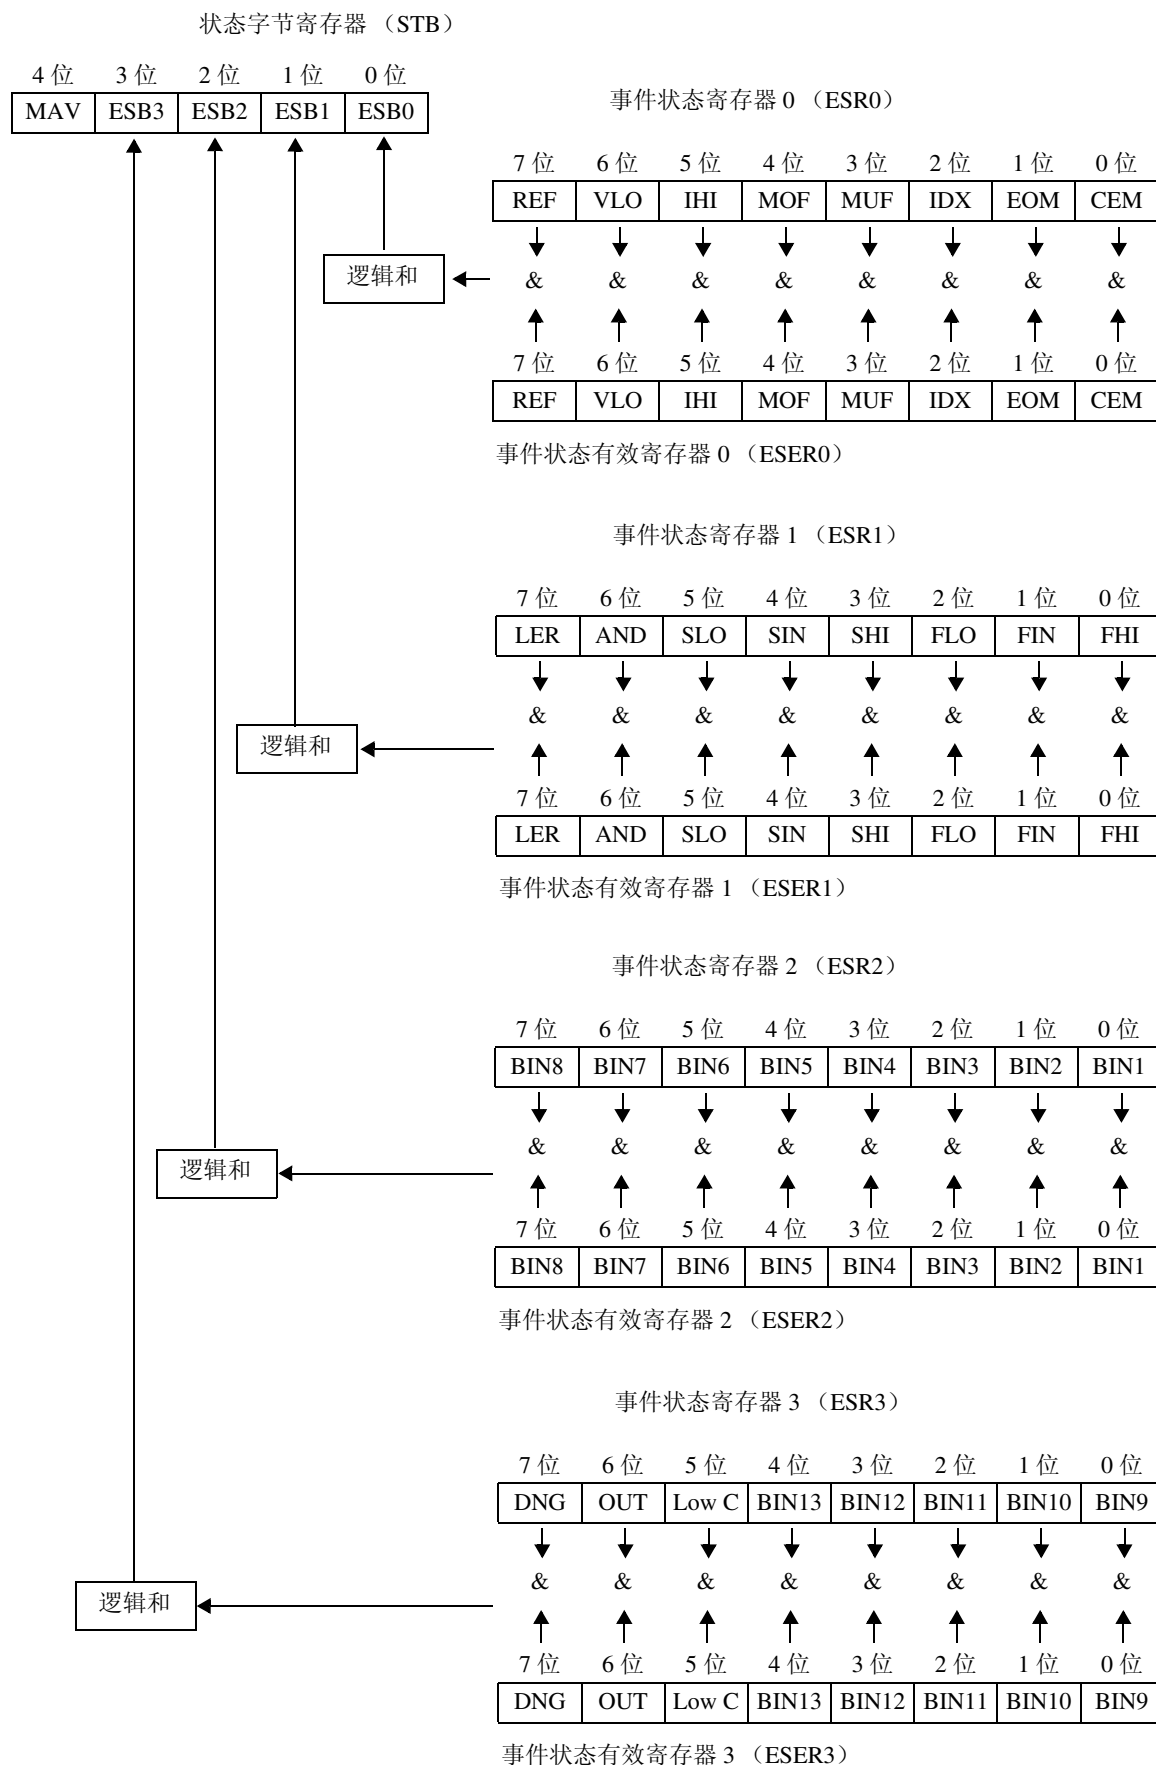 状态字节寄存器 （STB）
4 位 3 位 2 位 1 位 0 位
MAV ESB3 ESB2 ESB1 ESB0
事件状态寄存器 0 （ESR0）
7 位 6 位 5 位 4 位 3 位 2 位 1 位 0 位
REF VLO IHI MOF MUF IDX EOM CEM
逻辑和
& & & & & & & &
7 位 6 位 5 位 4 位 3 位 2 位 1 位 0 位
REF VLO IHI MOF MUF IDX EOM CEM
事件状态有效寄存器 0 （ESER0）
事件状态寄存器 1 （ESR1）
7 位 6 位 5 位 4 位 3 位 2 位 1 位 0 位
LER AND SLO SIN SHI FLO FIN FHI
& & & & & & & &
逻辑和
7 位 6 位 5 位 4 位 3 位 2 位 1 位 0 位
LER AND SLO SIN SHI FLO FIN FHI
事件状态有效寄存器 1 （ESER1）
事件状态寄存器 2 （ESR2）
7 位 6 位 5 位 4 位 3 位 2 位 1 位 0 位
BIN8 BIN7 BIN6 BIN5 BIN4 BIN3 BIN2 BIN1
& & & & & & & &
逻辑和
7 位 6 位 5 位 4 位 3 位 2 位 1 位 0 位
BIN8 BIN7 BIN6 BIN5 BIN4 BIN3 BIN2 BIN1
事件状态有效寄存器 2 （ESER2）
事件状态寄存器 3 （ESR3）
7 位 6 位 5 位 4 位 3 位 2 位 1 位 0 位
DNG OUT Low C BIN13 BIN12 BIN11 BIN10 BIN9
& & & & & & & &
逻辑和
7 位 6 位 5 位 4 位 3 位 2 位 1 位 0 位
DNG OUT Low C BIN13 BIN12 BIN11 BIN10 BIN9
事件状态有效寄存器 3 （ESER3）